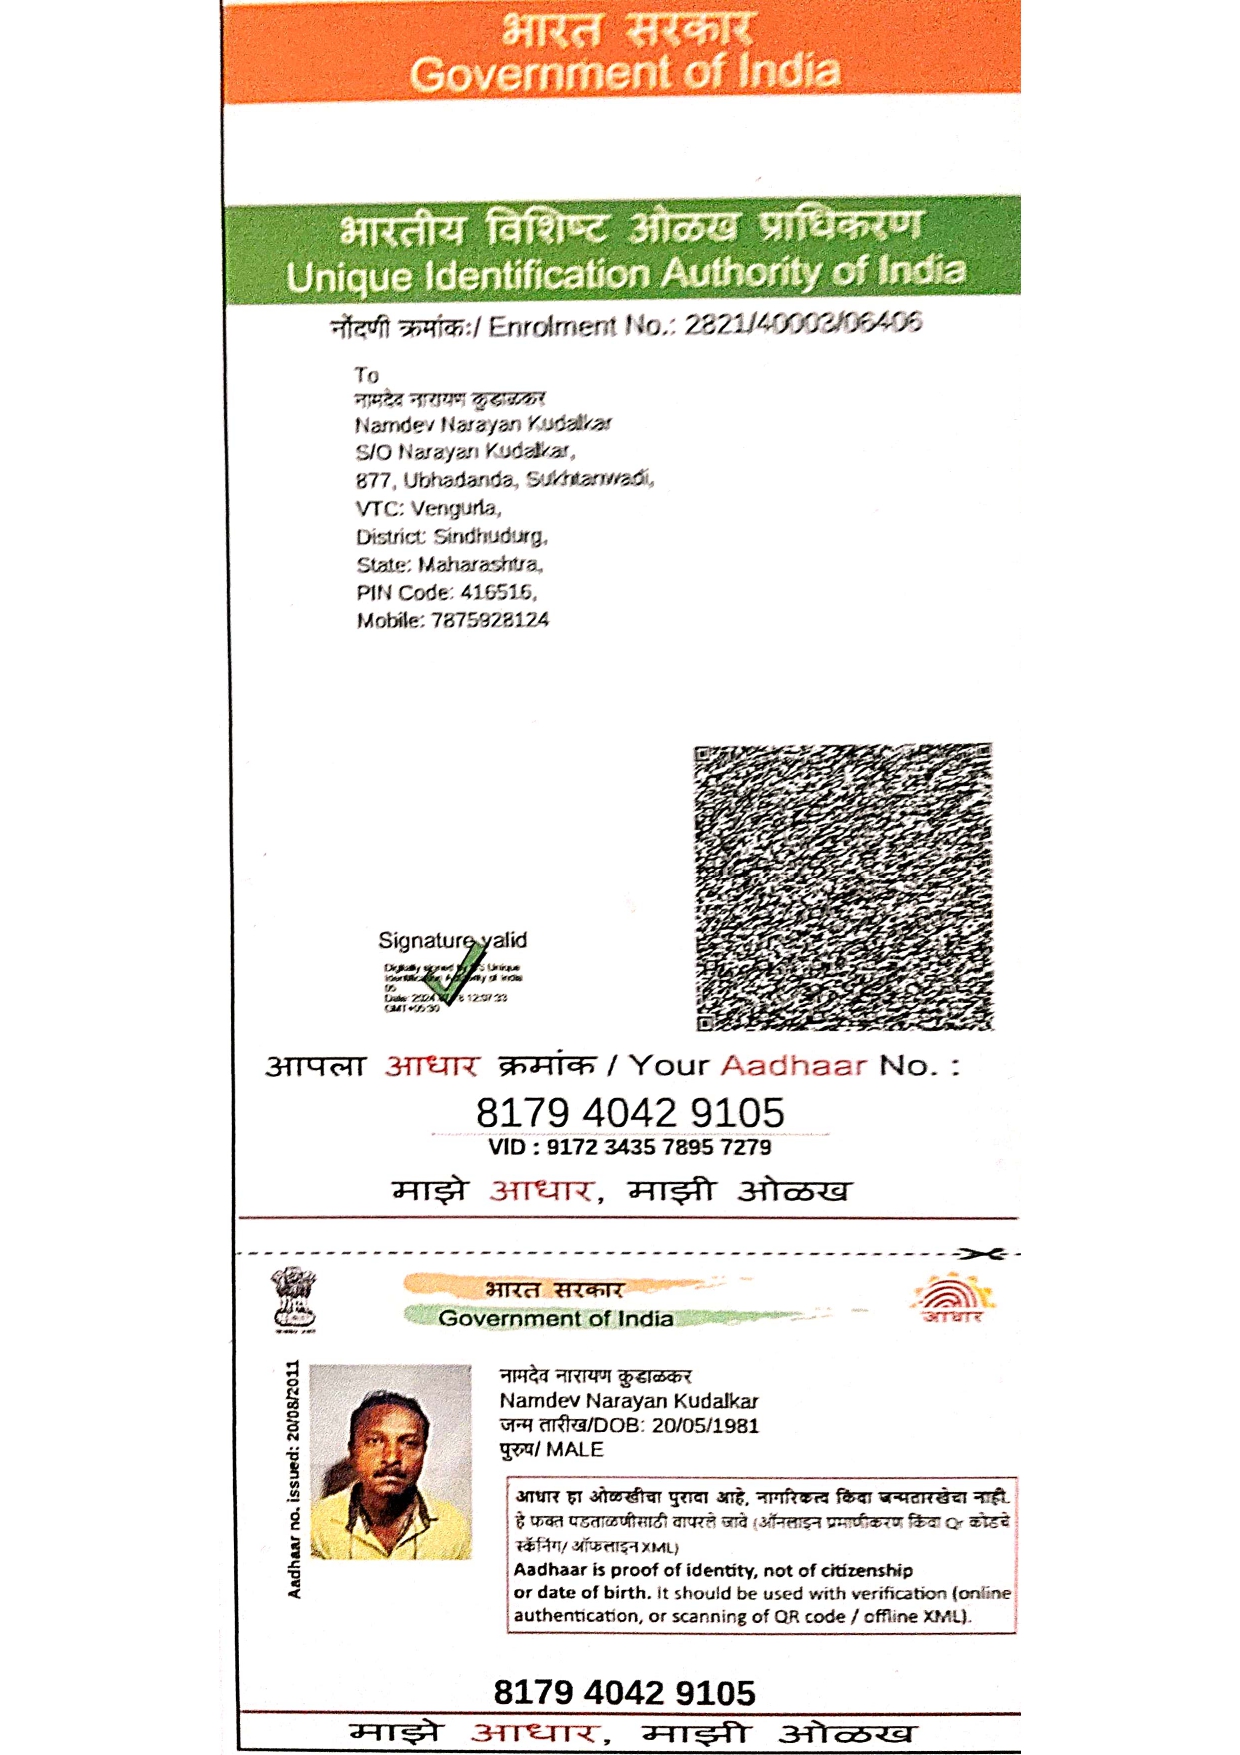 भारत सरकार
Government of India
भारतीय विशिष्ट ओळख प्राधिकरण
Unique Identification Authority of India
नोंदणी क्रमांक:/ Enrolment No.: 2821/40003/06406
To
नामदेव नारायण कुडाळकर
Namdev Narayan Kudalkar
S/O Narayan Kudalkar,
877, Ubhadanda, Sukhtanwadi,
VTC: Vengurla,
District: Sindhudurg,
State: Maharashtra,
PIN Code: 416516,
Mobile: 7875928124
Signature valid
Digitally signed by DS Unique
Identification Authority of India
05
Date: 2024 12:07:33
GMT+05:30
आपला आधार क्रमांक / Your Aadhaar No. :
8179 4042 9105
VID : 9172 3435 7895 7279
माझे आधार, माझी ओळख
भारत सरकार
Government of India
आधार
Aadhaar no. issued: 20/08/2011
नामदेव नारायण कुडाळकर
Namdev Narayan Kudalkar
जन्म तारीख/DOB: 20/05/1981
पुरुष/ MALE
आधार हा ओळखीचा पुरावा आहे, नागरिकत्व किंवा जन्मतारखेचा नाही.
हे फक्त पडताळणीसाठी वापरले जावे (ऑनलाइन प्रमाणीकरण किंवा Qr कोडचे
स्कॅनिंग/ ऑफलाइन XML)
Aadhaar is proof of identity, not of citizenship
or date of birth. It should be used with verification (online
authentication, or scanning of QR code / offline XML).
8179 4042 9105
माझे आधार, माझी ओळख